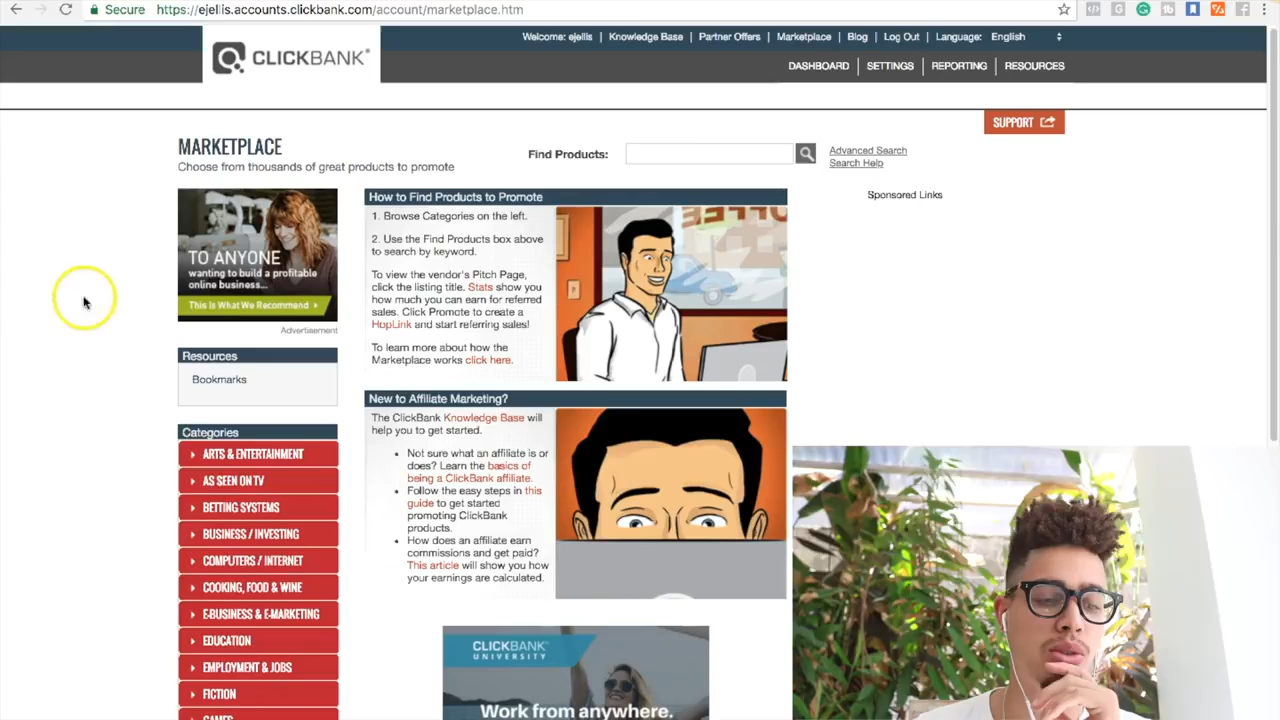 Secure
https://ejellis.accounts.clickbank.com/account/marketplace.htm
Welcome: ejellis | Knowledge Base | Partner Offers | Marketplace | Blog | Log Out | Language: English
CLICKBANK
DASHBOARD | SETTINGS | REPORTING | RESOURCES
SUPPORT
MARKETPLACE
Choose from thousands of great products to promote
Find Products:
Advanced Search
Search Help
TO ANYONE
wanting to build a profitable
online business...
This Is What We Recommend
Advertisement
Resources
Bookmarks
Categories
ARTS & ENTERTAINMENT
AS SEEN ON TV
BETTING SYSTEMS
BUSINESS / INVESTING
COMPUTERS / INTERNET
COOKING, FOOD & WINE
E-BUSINESS & E-MARKETING
EDUCATION
EMPLOYMENT & JOBS
FICTION
How to Find Products to Promote
1. Browse Categories on the left.
2. Use the Find Products box above
to search by keyword.
To view the vendor's Pitch Page,
click the listing title. Stats show you
how much you can earn for referred
sales. Click Promote to create a
HopLink and start referring sales!
To learn more about how the
Marketplace works click here.
New to Affiliate Marketing?
The ClickBank Knowledge Base will
help you to get started.
• Not sure what an affiliate is or
does? Learn the basics of
being a ClickBank affiliate.
• Follow the easy steps in this
guide to get started
promoting ClickBank
products.
• How does an affiliate earn
commissions and get paid?
This article will show you how
your earnings are calculated.
CLICKBANK
UNIVERSITY
Work from anywhere.
Sponsored Links